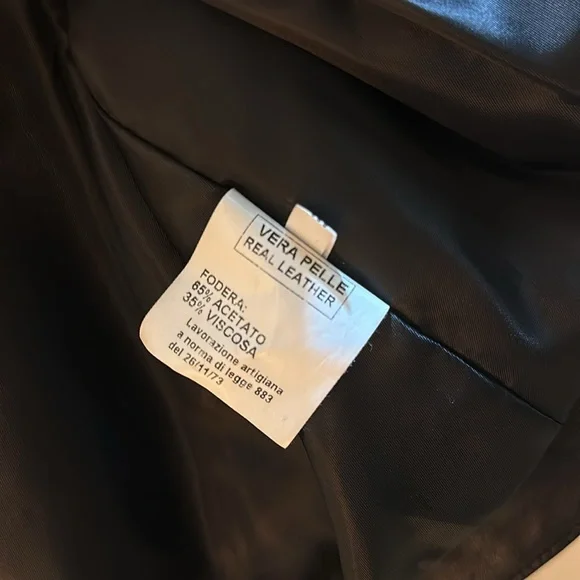 VERA PELLE
REAL LEATHER
FODERA:
65% ACETATO
35% VISCOSA
Lavorazione artigiana
a norma di legge 883
del 26/11/73